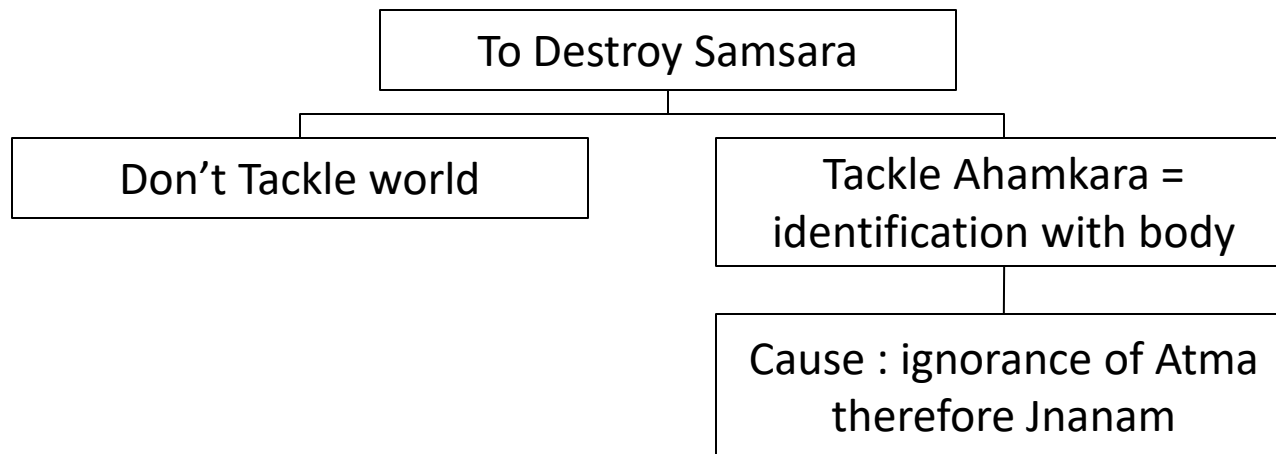 To Destroy Samsara
Don’t Tackle world
Tackle Ahamkara =
identification with body
Cause : ignorance of Atma
therefore Jnanam